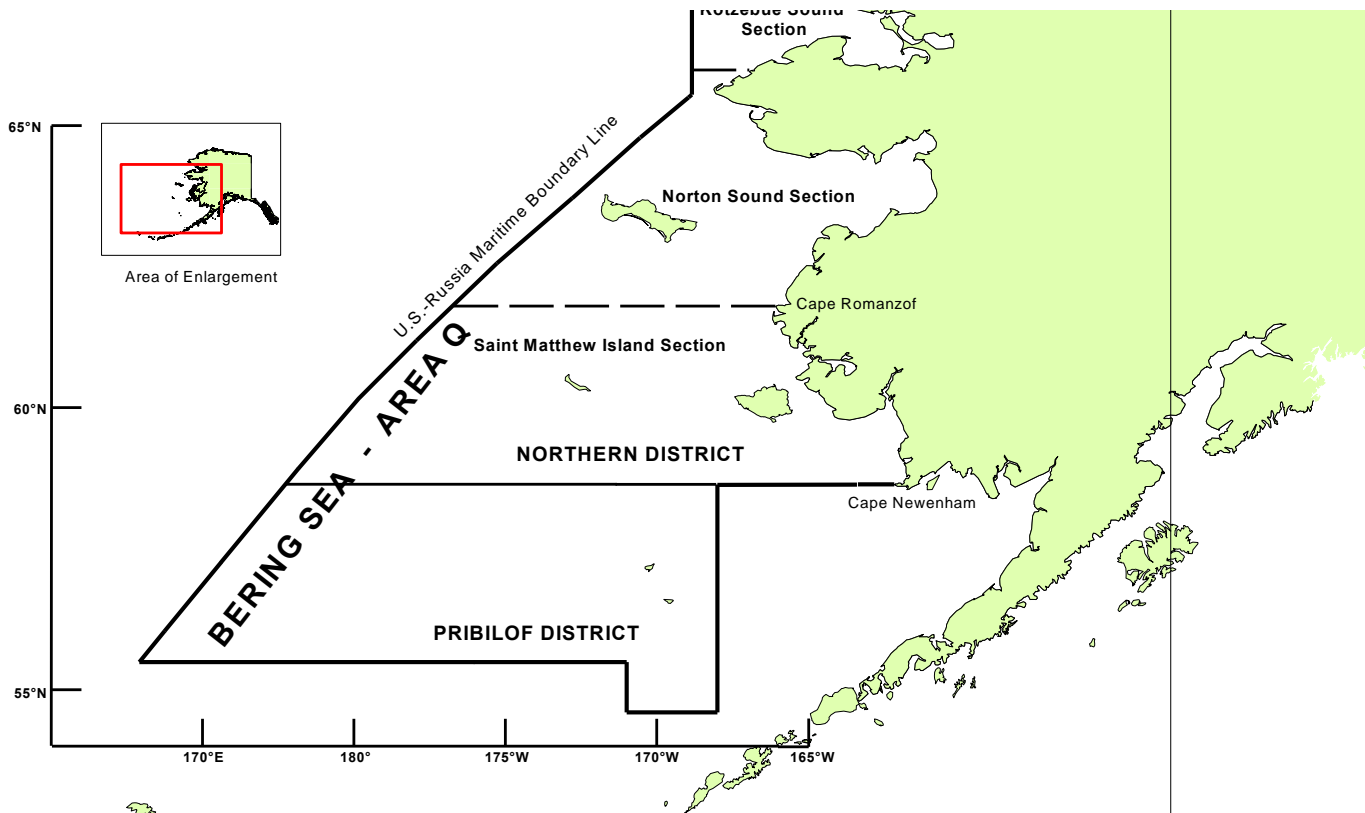 Kotzebue Sound
Section
65°N
U.S.-Russia Maritime Boundary Line
Norton Sound Section
Area of Enlargement
Cape Romanzof
BERING SEA - AREA Q
Saint Matthew Island Section
60°N
NORTHERN DISTRICT
Cape Newenham
PRIBILOF DISTRICT
55°N
170°E
180°
175°W
170°W
165°W